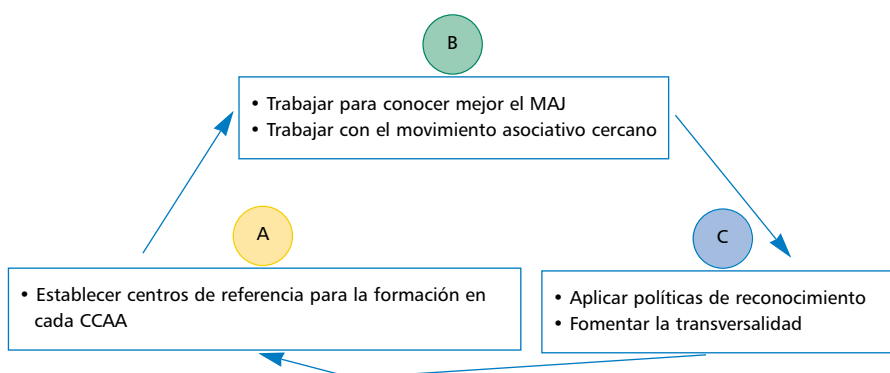 B
• Trabajar para conocer mejor el MAJ
• Trabajar con el movimiento asociativo cercano
A
• Establecer centros de referencia para la formación en
cada CCAA
C
• Aplicar políticas de reconocimiento
• Fomentar la transversalidad